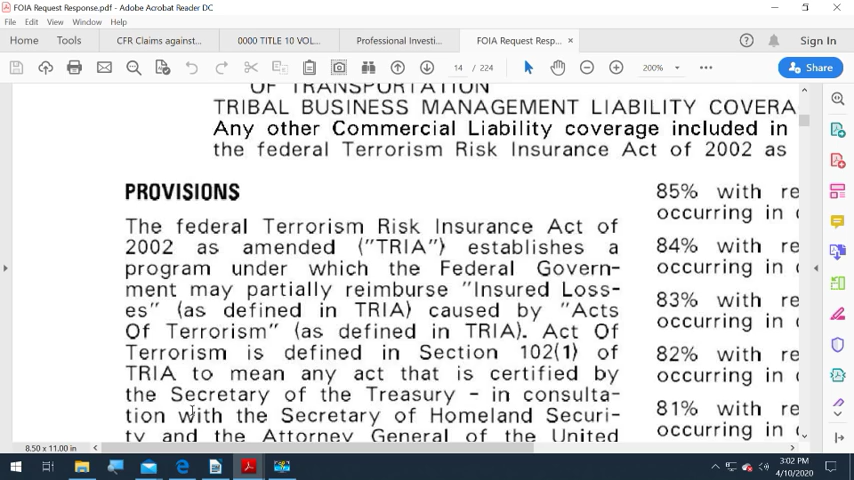 FOIA Request Response.pdf - Adobe Acrobat Reader DC
File Edit View Window Help
Home Tools CFR Claims against... 0000 TITLE 10 VOL... Professional Investi... FOIA Request Resp... × Sign In
14 / 224 200% Share
OF TRANSPORTATION
TRIBAL BUSINESS MANAGEMENT LIABILITY COVERA
Any other Commercial Liability coverage included in
the federal Terrorism Risk Insurance Act of 2002 as
PROVISIONS
The federal Terrorism Risk Insurance Act of
2002 as amended ("TRIA") establishes a
program under which the Federal Govern-
ment may partially reimburse "Insured Loss-
es" (as defined in TRIA) caused by "Acts
Of Terrorism" (as defined in TRIA). Act Of
Terrorism is defined in Section 102(1) of
TRIA to mean any act that is certified by
the Secretary of the Treasury - in consulta-
tion with the Secretary of Homeland Securi-
ty and the Attorney General of the United
85% with re
occurring in c
84% with re
occurring in c
83% with re
occurring in c
82% with re
occurring in c
81% with re
occurring in c
8.50 x 11.00 in
3:02 PM
4/10/2020